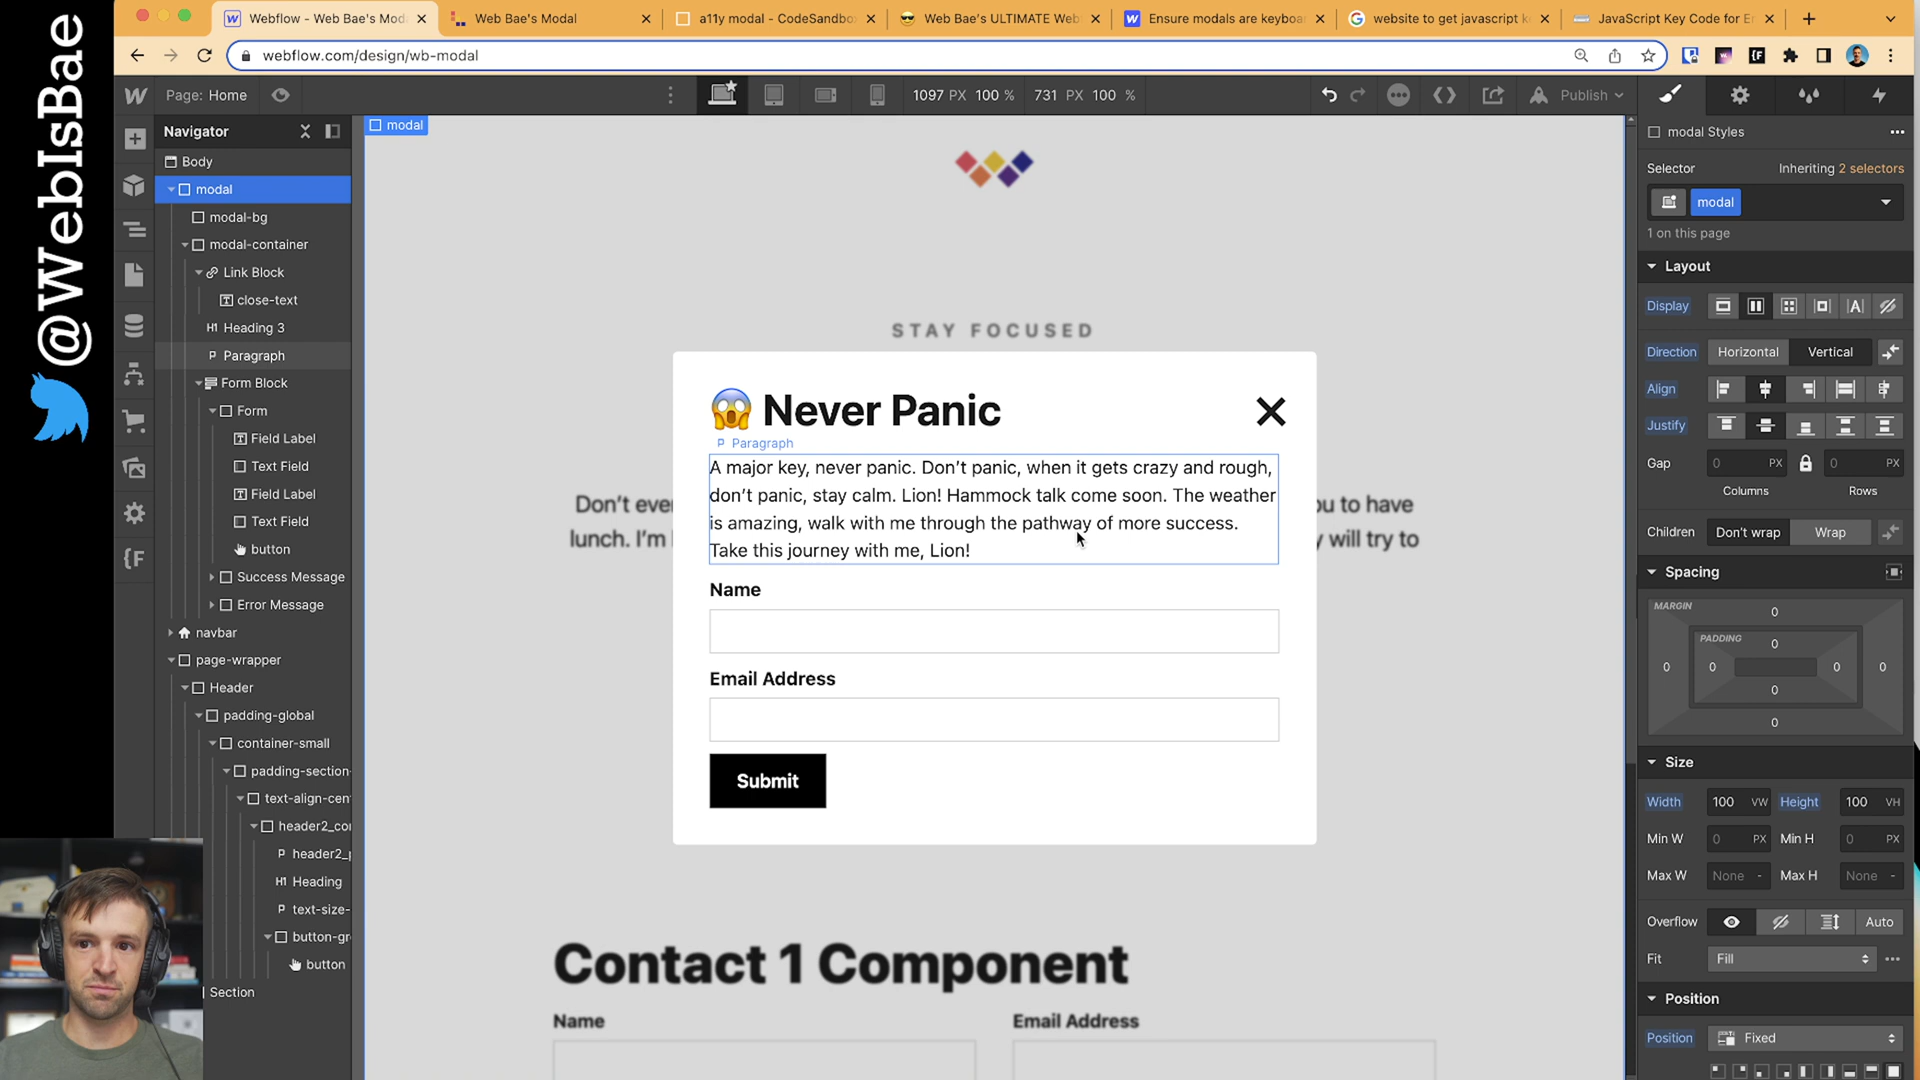 @WebIsBae
Webflow - Web Bae's Moda
Web Bae's Modal
a11y modal - CodeSandbo
Web Bae's ULTIMATE Web
Ensure modals are keyboa
website to get javascript k
JavaScript Key Code for E
webflow.com/design/wb-modal
Page: Home
1097 PX 100 %
731 PX 100 %
Publish
Navigator
Body
modal
modal-bg
modal-container
Link Block
close-text
H1 Heading 3
P Paragraph
Form Block
Form
Field Label
Text Field
Field Label
Text Field
button
Success Message
Error Message
navbar
page-wrapper
Header
padding-global
container-small
padding-section-
text-align-cen
header2_co
P header2_
H1 Heading
P text-size-
button-gr
button
Section
modal
STAY FOCUSED
Don't eve
ou to have
lunch. I'm
y will try to
😱 Never Panic
P Paragraph
A major key, never panic. Don't panic, when it gets crazy and rough,
don't panic, stay calm. Lion! Hammock talk come soon. The weather
is amazing, walk with me through the pathway of more success.
Take this journey with me, Lion!
Name
Email Address
Submit
Contact 1 Component
Name
Email Address
modal Styles
Selector
Inheriting 2 selectors
modal
1 on this page
Layout
Display
Direction
Horizontal
Vertical
Align
Justify
Gap
0 PX
0 PX
Columns
Rows
Children
Don't wrap
Wrap
Spacing
MARGIN
0
PADDING
0
0
0
0
0
0
0
Size
Width
100 VW
Height
100 VH
Min W
0 PX
Min H
0 PX
Max W
None -
Max H
None -
Overflow
Auto
Fit
Fill
Position
Position
Fixed